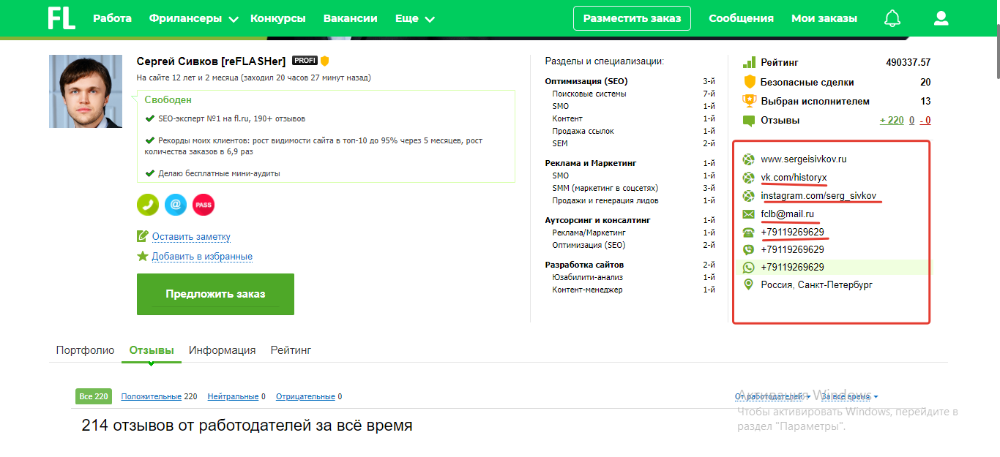 FL Работа Фрилансеры Конкурсы Вакансии Еще Разместить заказ Сообщения Мои заказы
Сергей Сивков [reFLASHer] PROFI
На сайте 12 лет и 2 месяца (заходил 20 часов 27 минут назад)
Свободен
SEO-эксперт №1 на fl.ru, 190+ отзывов
Рекорды моих клиентов: рост видимости сайта в топ-10 до 95% через 5 месяцев, рост
количества заказов в 6,9 раз
Делаю бесплатные мини-аудиты
@ PASS
Оставить заметку
Добавить в избранные
Предложить заказ
Разделы и специализации:
Оптимизация (SEO) 3-й
Поисковые системы 7-й
SMO 1-й
Контент 1-й
Продажа ссылок 1-й
SEM 2-й
Реклама и Маркетинг 1-й
SMO 1-й
SMM (маркетинг в соцсетях) 3-й
Продажи и генерация лидов 1-й
Аутсорсинг и консалтинг 1-й
Реклама/Маркетинг 1-й
Оптимизация (SEO) 2-й
Разработка сайтов 2-й
Юзабилити-анализ 1-й
Контент-менеджер 1-й
Рейтинг 490337.57
Безопасные сделки 20
Выбран исполнителем 13
Отзывы + 220 0 - 0
www.sergeisivkov.ru
vk.com/historyx
instagram.com/serg_sivkov
fclb@mail.ru
+79119269629
+79119269629
+79119269629
Россия, Санкт-Петербург
Портфолио Отзывы Информация Рейтинг
Все 220 Положительные 220 Нейтральные 0 Отрицательные 0 От работодателей За всё время
214 отзывов от работодателей за всё время
Активация Windows
Чтобы активировать Windows, перейдите в
раздел "Параметры".